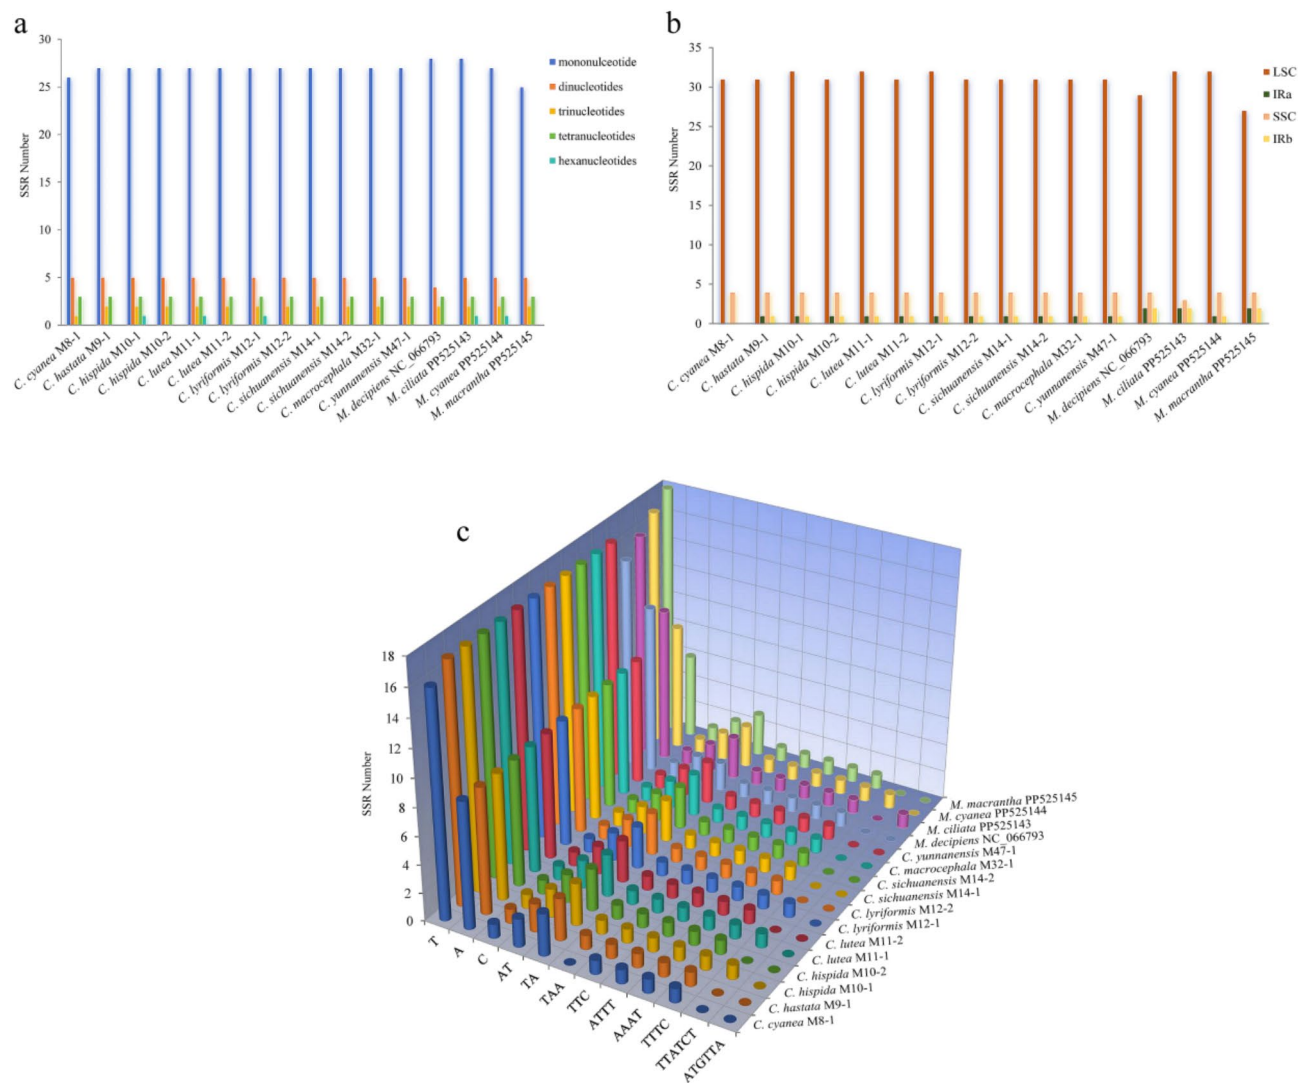 a
30
25
20
15
10
5
0
SSR Number
mononulceotide
dinucleotides
trinucleotides
tetranucleotides
hexanucleotides
C. cyanea M8-1
C. hastata M9-1
C. hispida M10-1
C. hispida M10-2
C. lutea M11-1
C. lutea M11-2
C. lyriformis M12-1
C. lyriformis M12-2
C. sichuanensis M14-1
C. sichuanensis M14-2
C. macrocephala M32-1
C. yunnanensis M47-1
M. decipiens NC_066793
M. ciliata PP525143
M. cyanea PP525144
M. macrantha PP525145
b
35
30
25
20
15
10
5
0
SSR Number
LSC
IRa
SSC
IRb
C. cyanea M8-1
C. hastata M9-1
C. hispida M10-1
C. hispida M10-2
C. lutea M11-1
C. lutea M11-2
C. lyriformis M12-1
C. lyriformis M12-2
C. sichuanensis M14-1
C. sichuanensis M14-2
C. macrocephala M32-1
C. yunnanensis M47-1
M. decipiens NC_066793
M. ciliata PP525143
M. cyanea PP525144
M. macrantha PP525145
c
18
16
14
12
10
8
6
4
2
0
SSR Number
T
A
C
AT
TA
TAA
TTC
ATTT
AAAT
TTTC
TTATCT
ATGTTA
M. macrantha PP525145
M. cyanea PP525144
M. ciliata PP525143
M. decipiens NC_066793
C. yunnanensis M47-1
C. macrocephala M32-1
C. sichuanensis M14-2
C. sichuanensis M14-1
C. lyriformis M12-2
C. lyriformis M12-1
C. lutea M11-2
C. lutea M11-1
C. hispida M10-2
C. hispida M10-1
C. hastata M9-1
C. cyanea M8-1